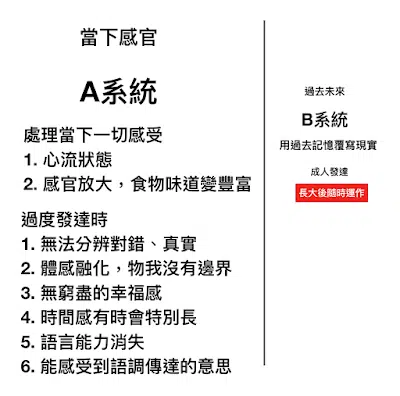 當下感官
A系統
處理當下一切感受
1. 心流狀態
2. 感官放大，食物味道變豐富
過度發達時
1. 無法分辨對錯、真實
2. 體感融化，物我沒有邊界
3. 無窮盡的幸福感
4. 時間感有時會特別長
5. 語言能力消失
6. 能感受到語調傳達的意思
過去未來
B系統
用過去記憶覆寫現實
成人發達
長大後隨時運作